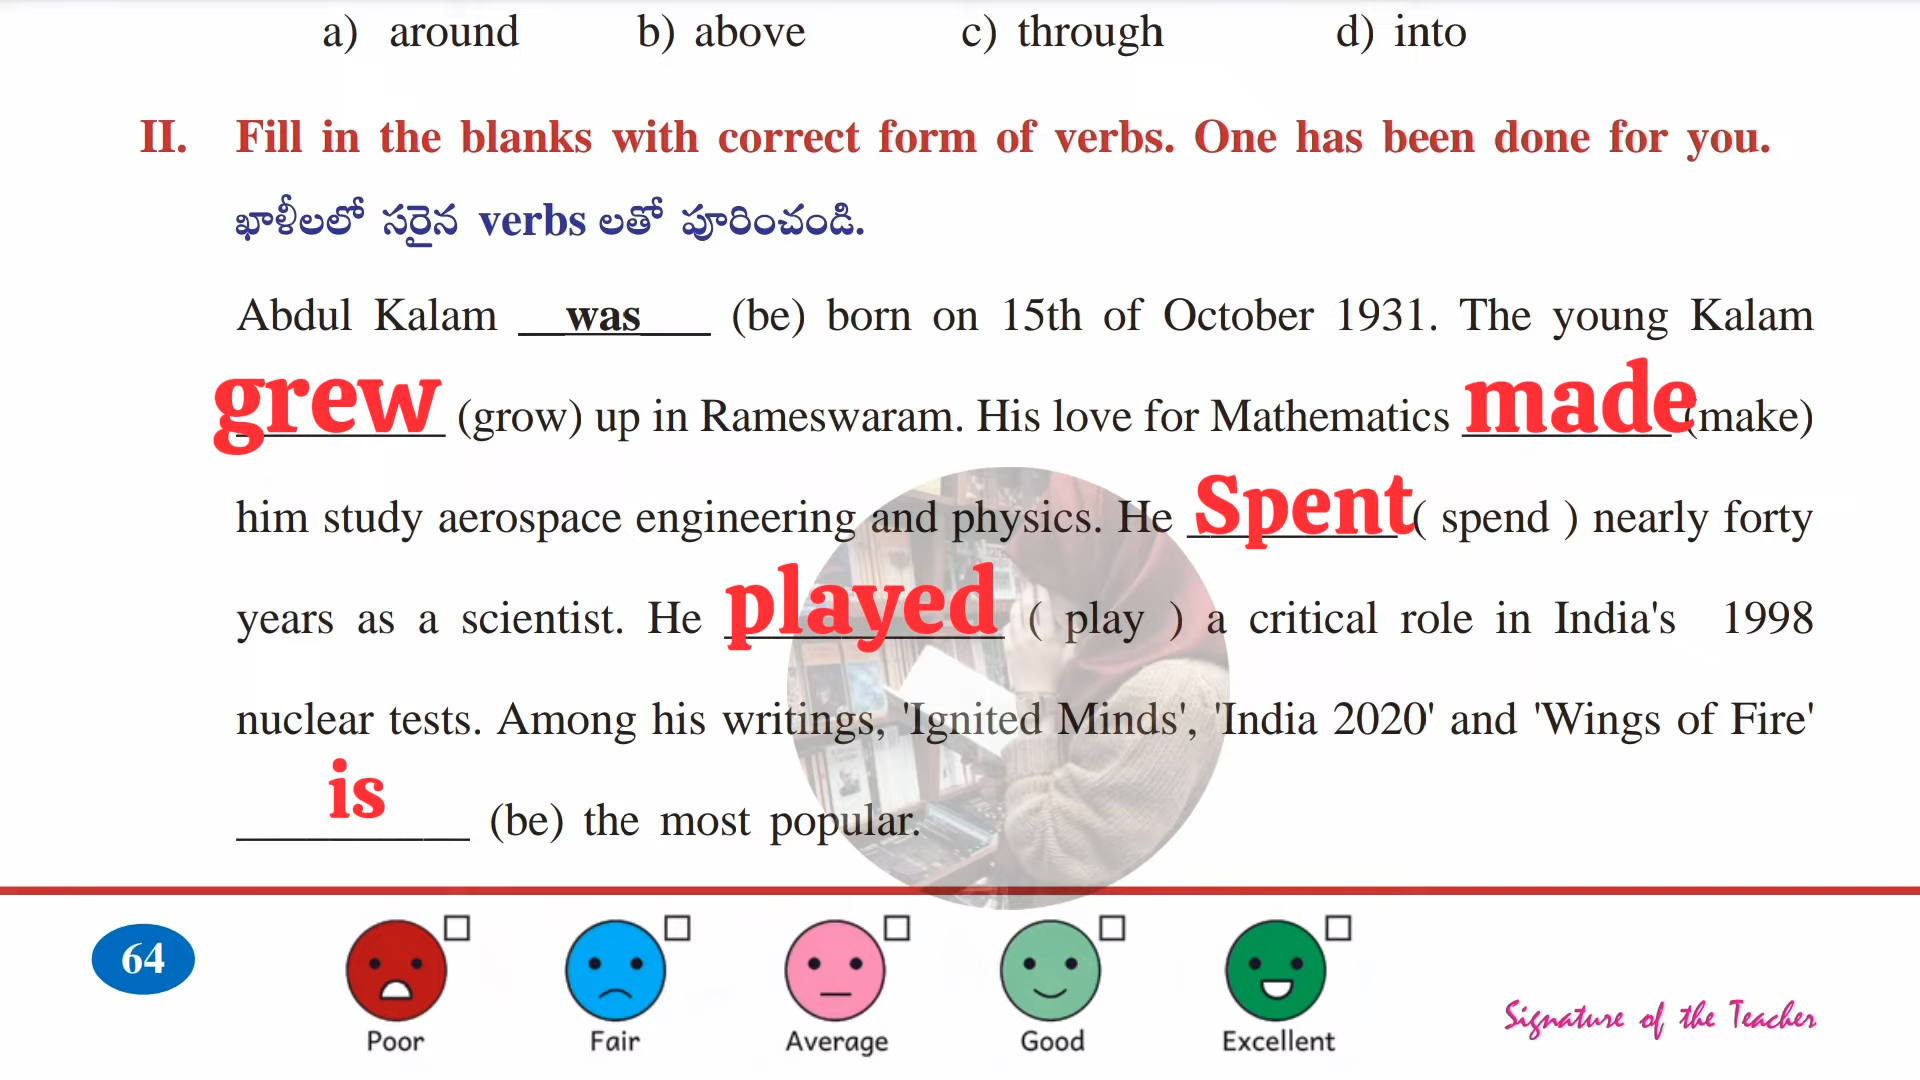 a) around b) above c) through d) into
II. Fill in the blanks with correct form of verbs. One has been done for you.
ఖాళీలలో సరైన verbs లతో పూరించండి.
Abdul Kalam __was___ (be) born on 15th of October 1931. The young Kalam
grew (grow) up in Rameswaram. His love for Mathematics made (make)
him study aerospace engineering and physics. He Spent ( spend ) nearly forty
years as a scientist. He played ( play ) a critical role in India's 1998
nuclear tests. Among his writings, 'Ignited Minds', 'India 2020' and 'Wings of Fire'
is (be) the most popular.
64
Poor Fair Average Good Excellent
Signature of the Teacher